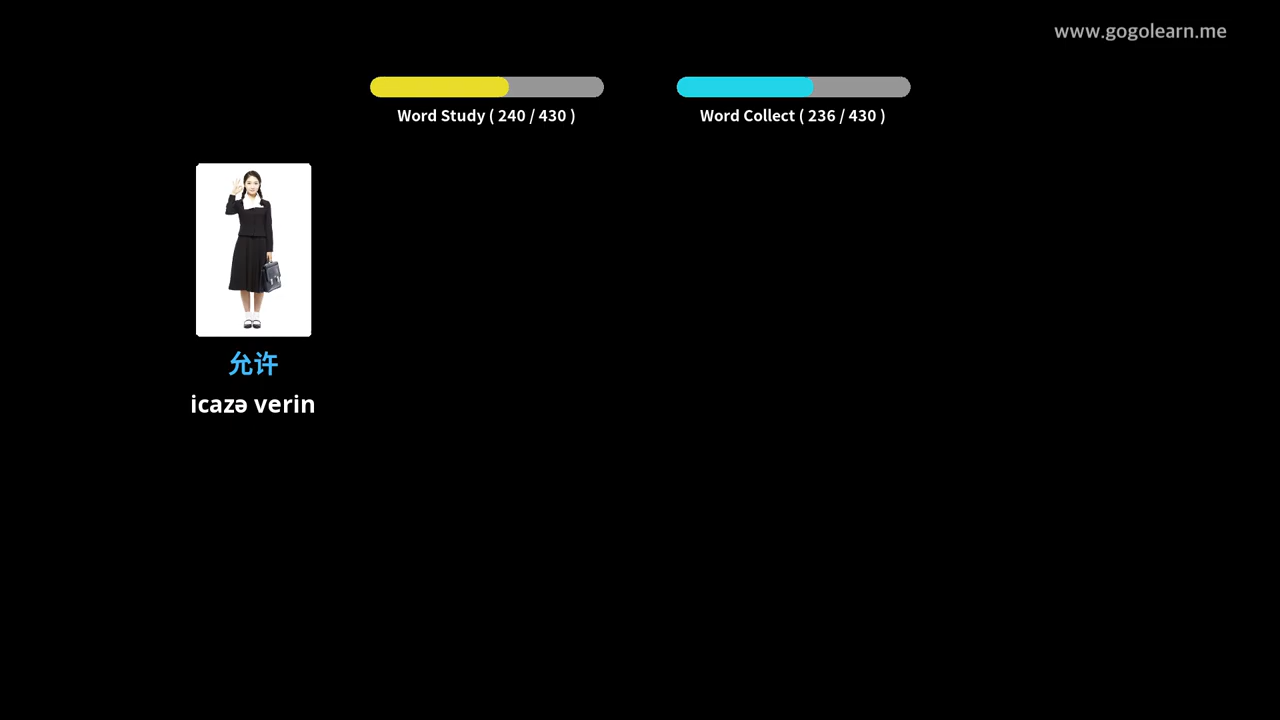 www.gogolearn.me
Word Study ( 240 / 430 )
Word Collect ( 236 / 430 )
允许
icazə verin